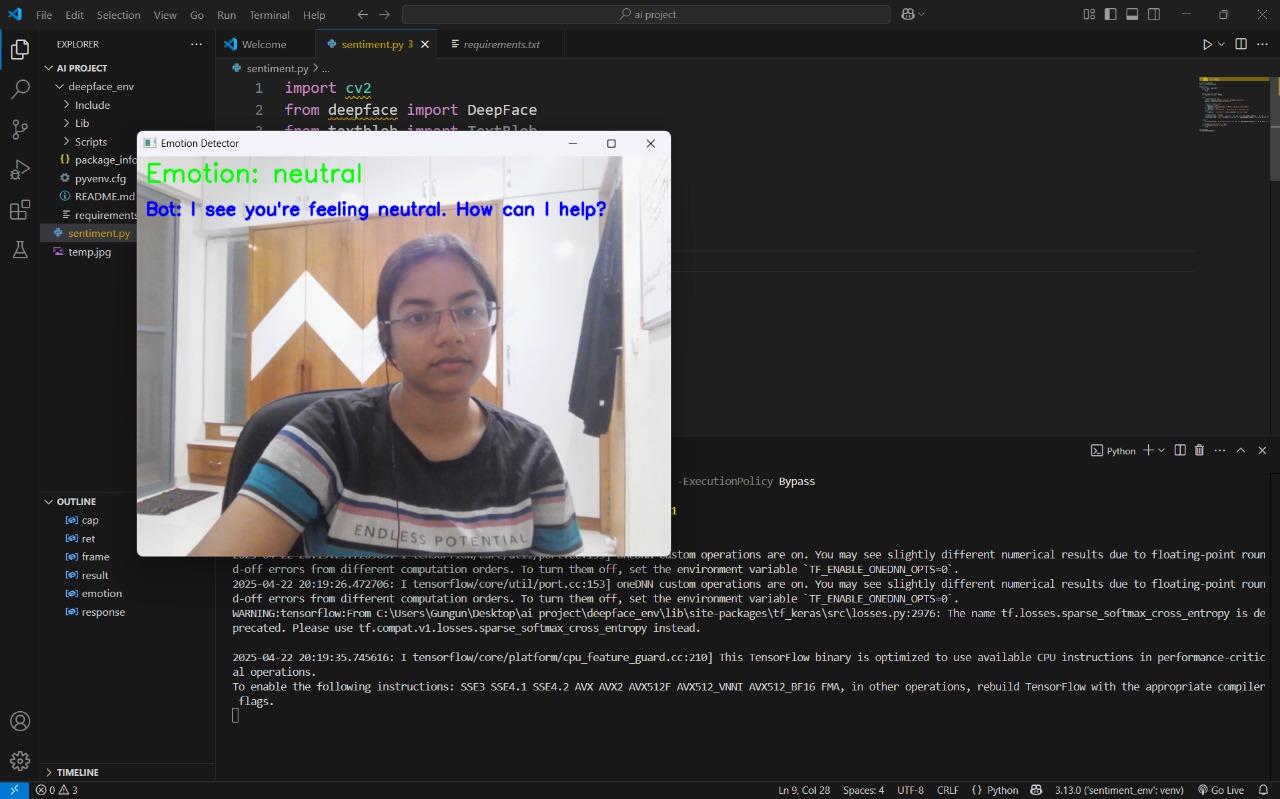 File Edit Selection View Go Run Terminal Help
ai project
EXPLORER
AI PROJECT
deepface_env
Include
Lib
Scripts
package_info
pyvenv.cfg
README.md
requirements
sentiment.py
temp.jpg
OUTLINE
cap
ret
frame
result
emotion
response
TIMELINE
Welcome
sentiment.py 3
requirements.txt
sentiment.py > ...
1 import cv2
2 from deepface import DeepFace
3 from textblob import TextBlob
Emotion Detector
Emotion: neutral
Bot: I see you're feeling neutral. How can I help?
ENDLESS POTENTIAL
Python
-ExecutionPolicy Bypass
1
custom operations are on. You may see slightly different numerical results due to floating-point roun
d-off errors from different computation orders. To turn them off, set the environment variable `TF_ENABLE_ONEDNN_OPTS=0`.
2025-04-22 20:19:26.472706: I tensorflow/core/util/port.cc:153] oneDNN custom operations are on. You may see slightly different numerical results due to floating-point roun
d-off errors from different computation orders. To turn them off, set the environment variable `TF_ENABLE_ONEDNN_OPTS=0`.
WARNING:tensorflow:From C:\Users\Gungun\Desktop\ai project\deepface_env\lib\site-packages\tf_keras\src\losses.py:2976: The name tf.losses.sparse_softmax_cross_entropy is de
precated. Please use tf.compat.v1.losses.sparse_softmax_cross_entropy instead.
2025-04-22 20:19:35.745616: I tensorflow/core/platform/cpu_feature_guard.cc:210] This TensorFlow binary is optimized to use available CPU instructions in performance-critic
al operations.
To enable the following instructions: SSE3 SSE4.1 SSE4.2 AVX AVX2 AVX512F AVX512_VNNI AVX512_BF16 FMA, in other operations, rebuild TensorFlow with the appropriate compiler
flags.
0 3
Ln 9, Col 28 Spaces: 4 UTF-8 CRLF {} Python 3.13.0 ('sentiment_env': venv) Go Live